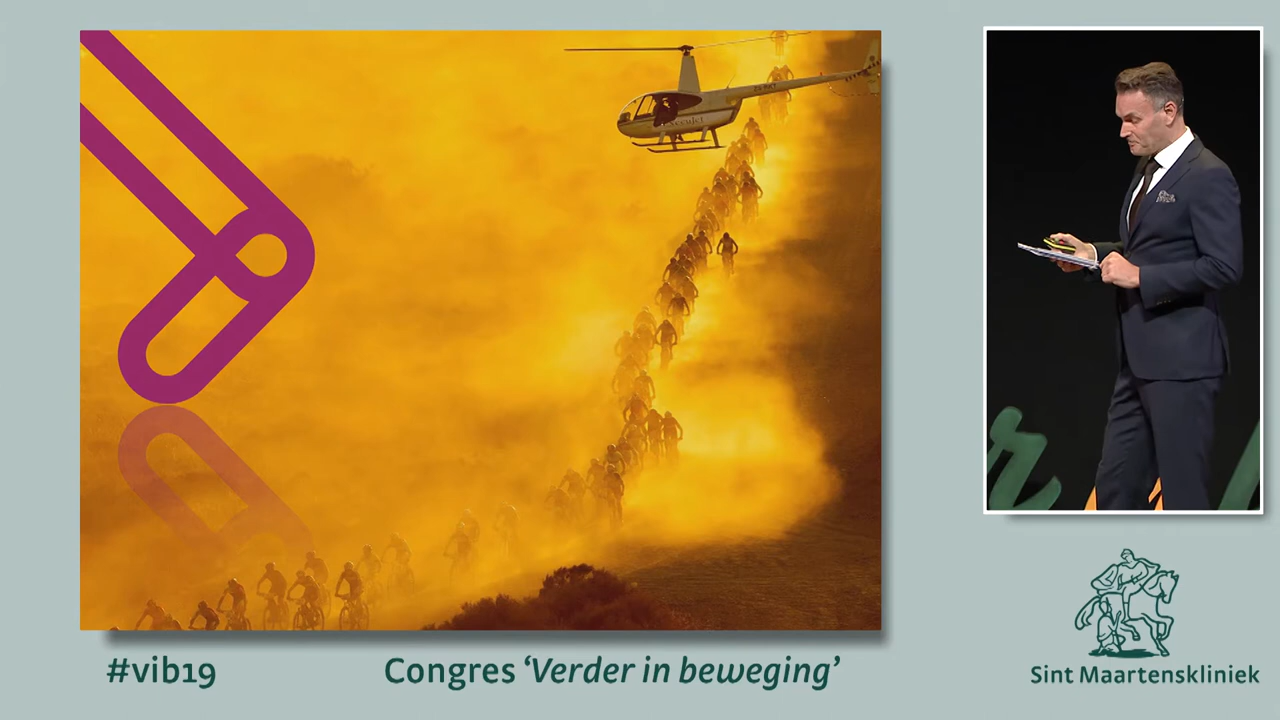 #vib19
Congres ‘Verder in beweging’
Sint Maartenskliniek